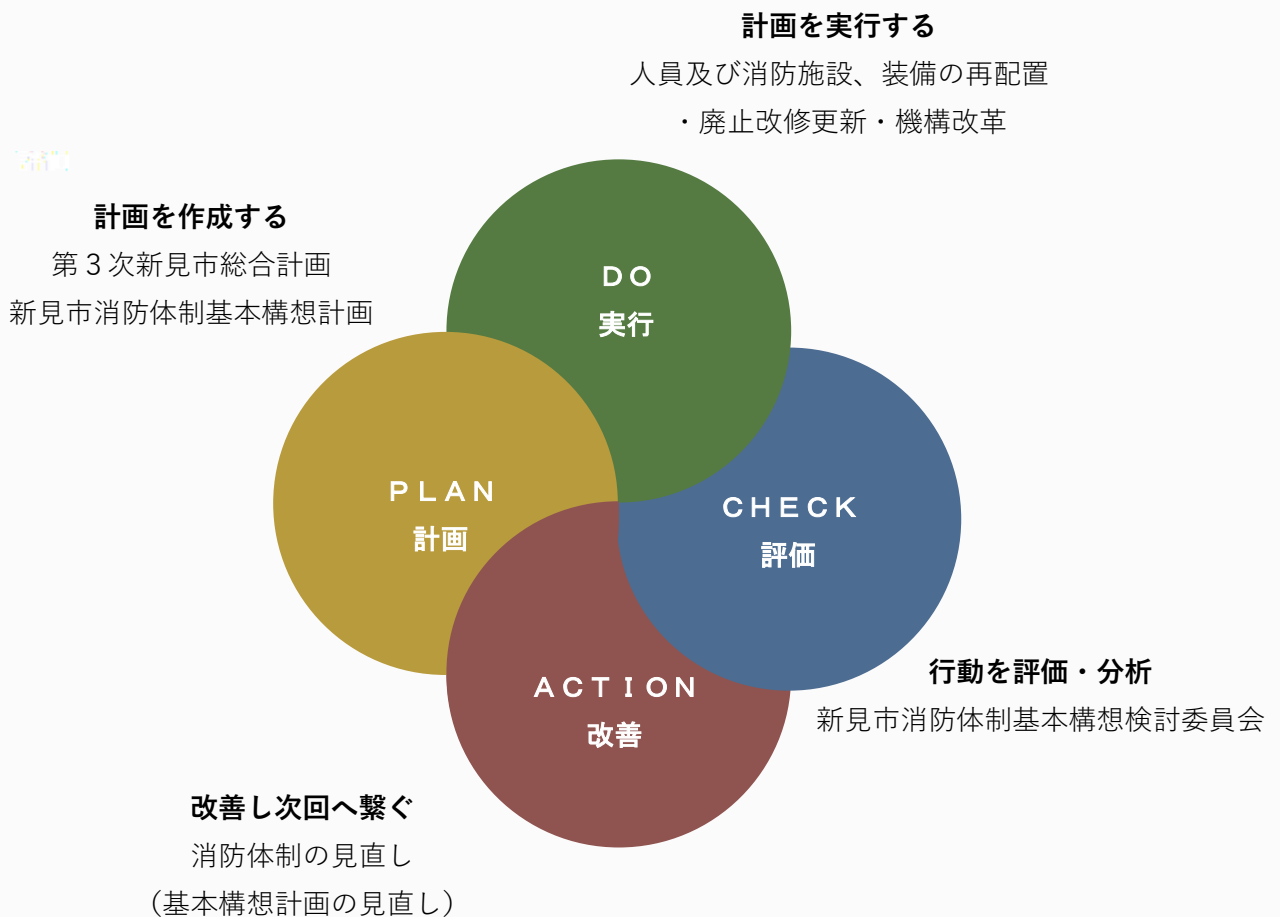 計画を実行する
人員及び消防施設、装備の再配置
・廃止改修更新・機構改革
計画を作成する
第３次新見市総合計画
新見市消防体制基本構想計画
ＤＯ
実行
ＰＬＡＮ
計画
ＣＨＥＣＫ
評価
行動を評価・分析
新見市消防体制基本構想検討委員会
ＡＣＴＩＯＮ
改善
改善し次回へ繋ぐ
消防体制の見直し
（基本構想計画の見直し）